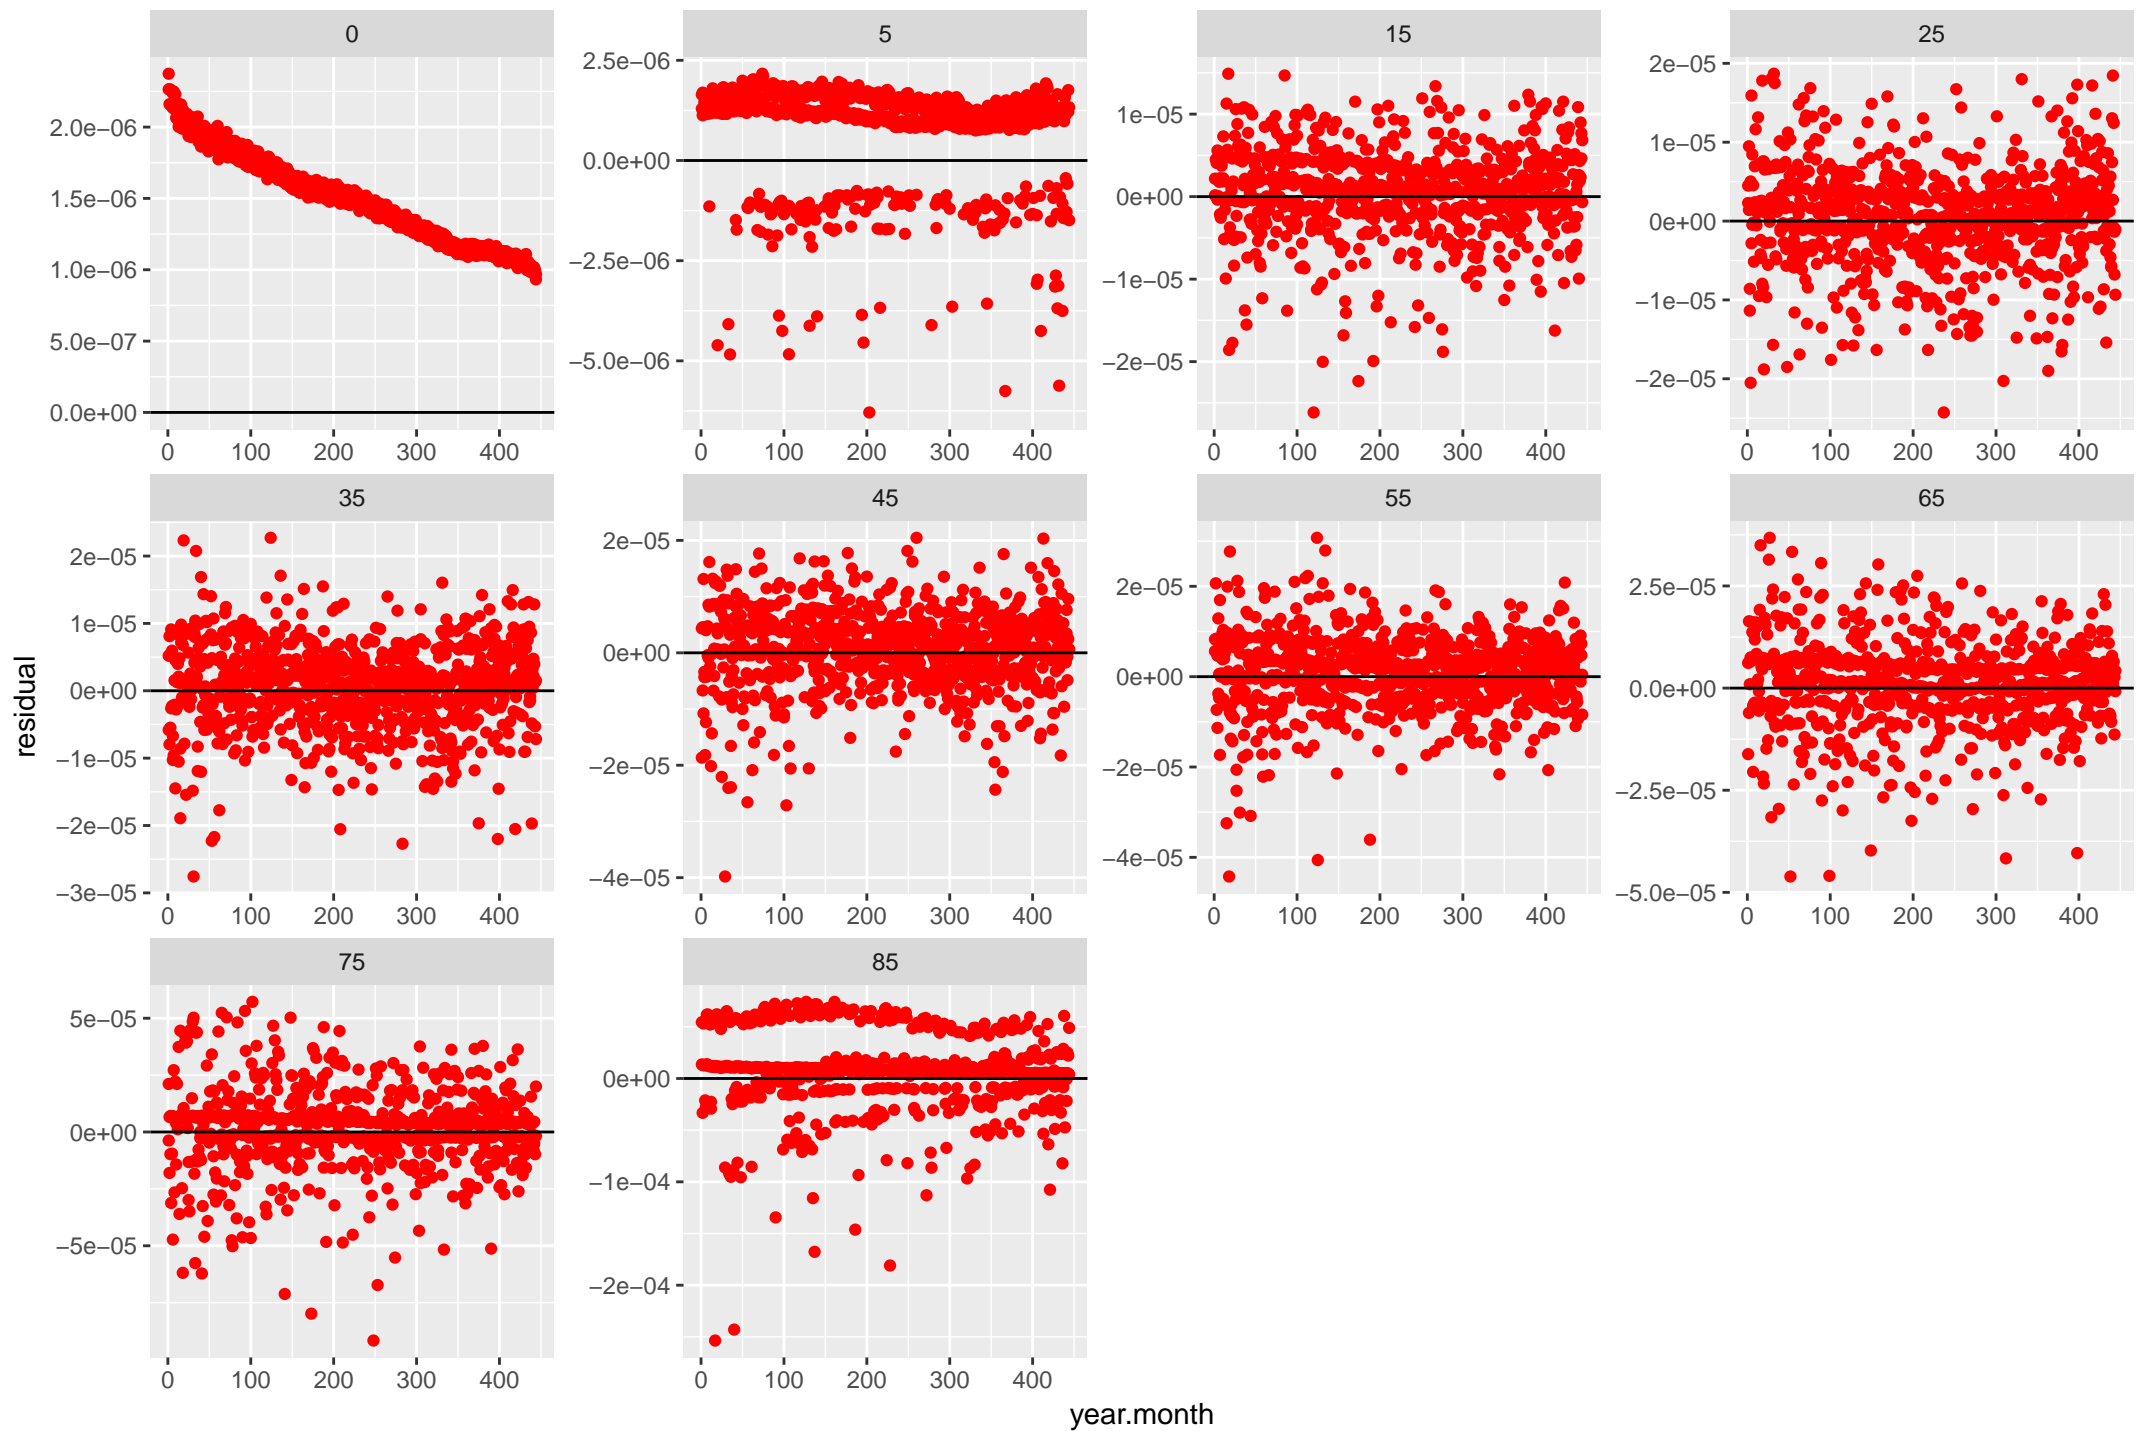 0 5 15 25
2.0e−06
1.5e−06
1.0e−06
5.0e−07
0.0e+00
0 100 200 300 400
2.5e−06
0.0e+00
−2.5e−06
−5.0e−06
0 100 200 300 400
1e−05
0e+00
−1e−05
−2e−05
0 100 200 300 400
2e−05
1e−05
0e+00
−1e−05
−2e−05
0 100 200 300 400
35 45 55 65
2e−05
1e−05
0e+00
−1e−05
−2e−05
−3e−05
0 100 200 300 400
2e−05
0e+00
−2e−05
−4e−05
0 100 200 300 400
2e−05
0e+00
−2e−05
−4e−05
0 100 200 300 400
2.5e−05
0.0e+00
−2.5e−05
−5.0e−05
0 100 200 300 400
75 85
5e−05
0e+00
−5e−05
0 100 200 300 400
0e+00
−1e−04
−2e−04
0 100 200 300 400
residual
year.month